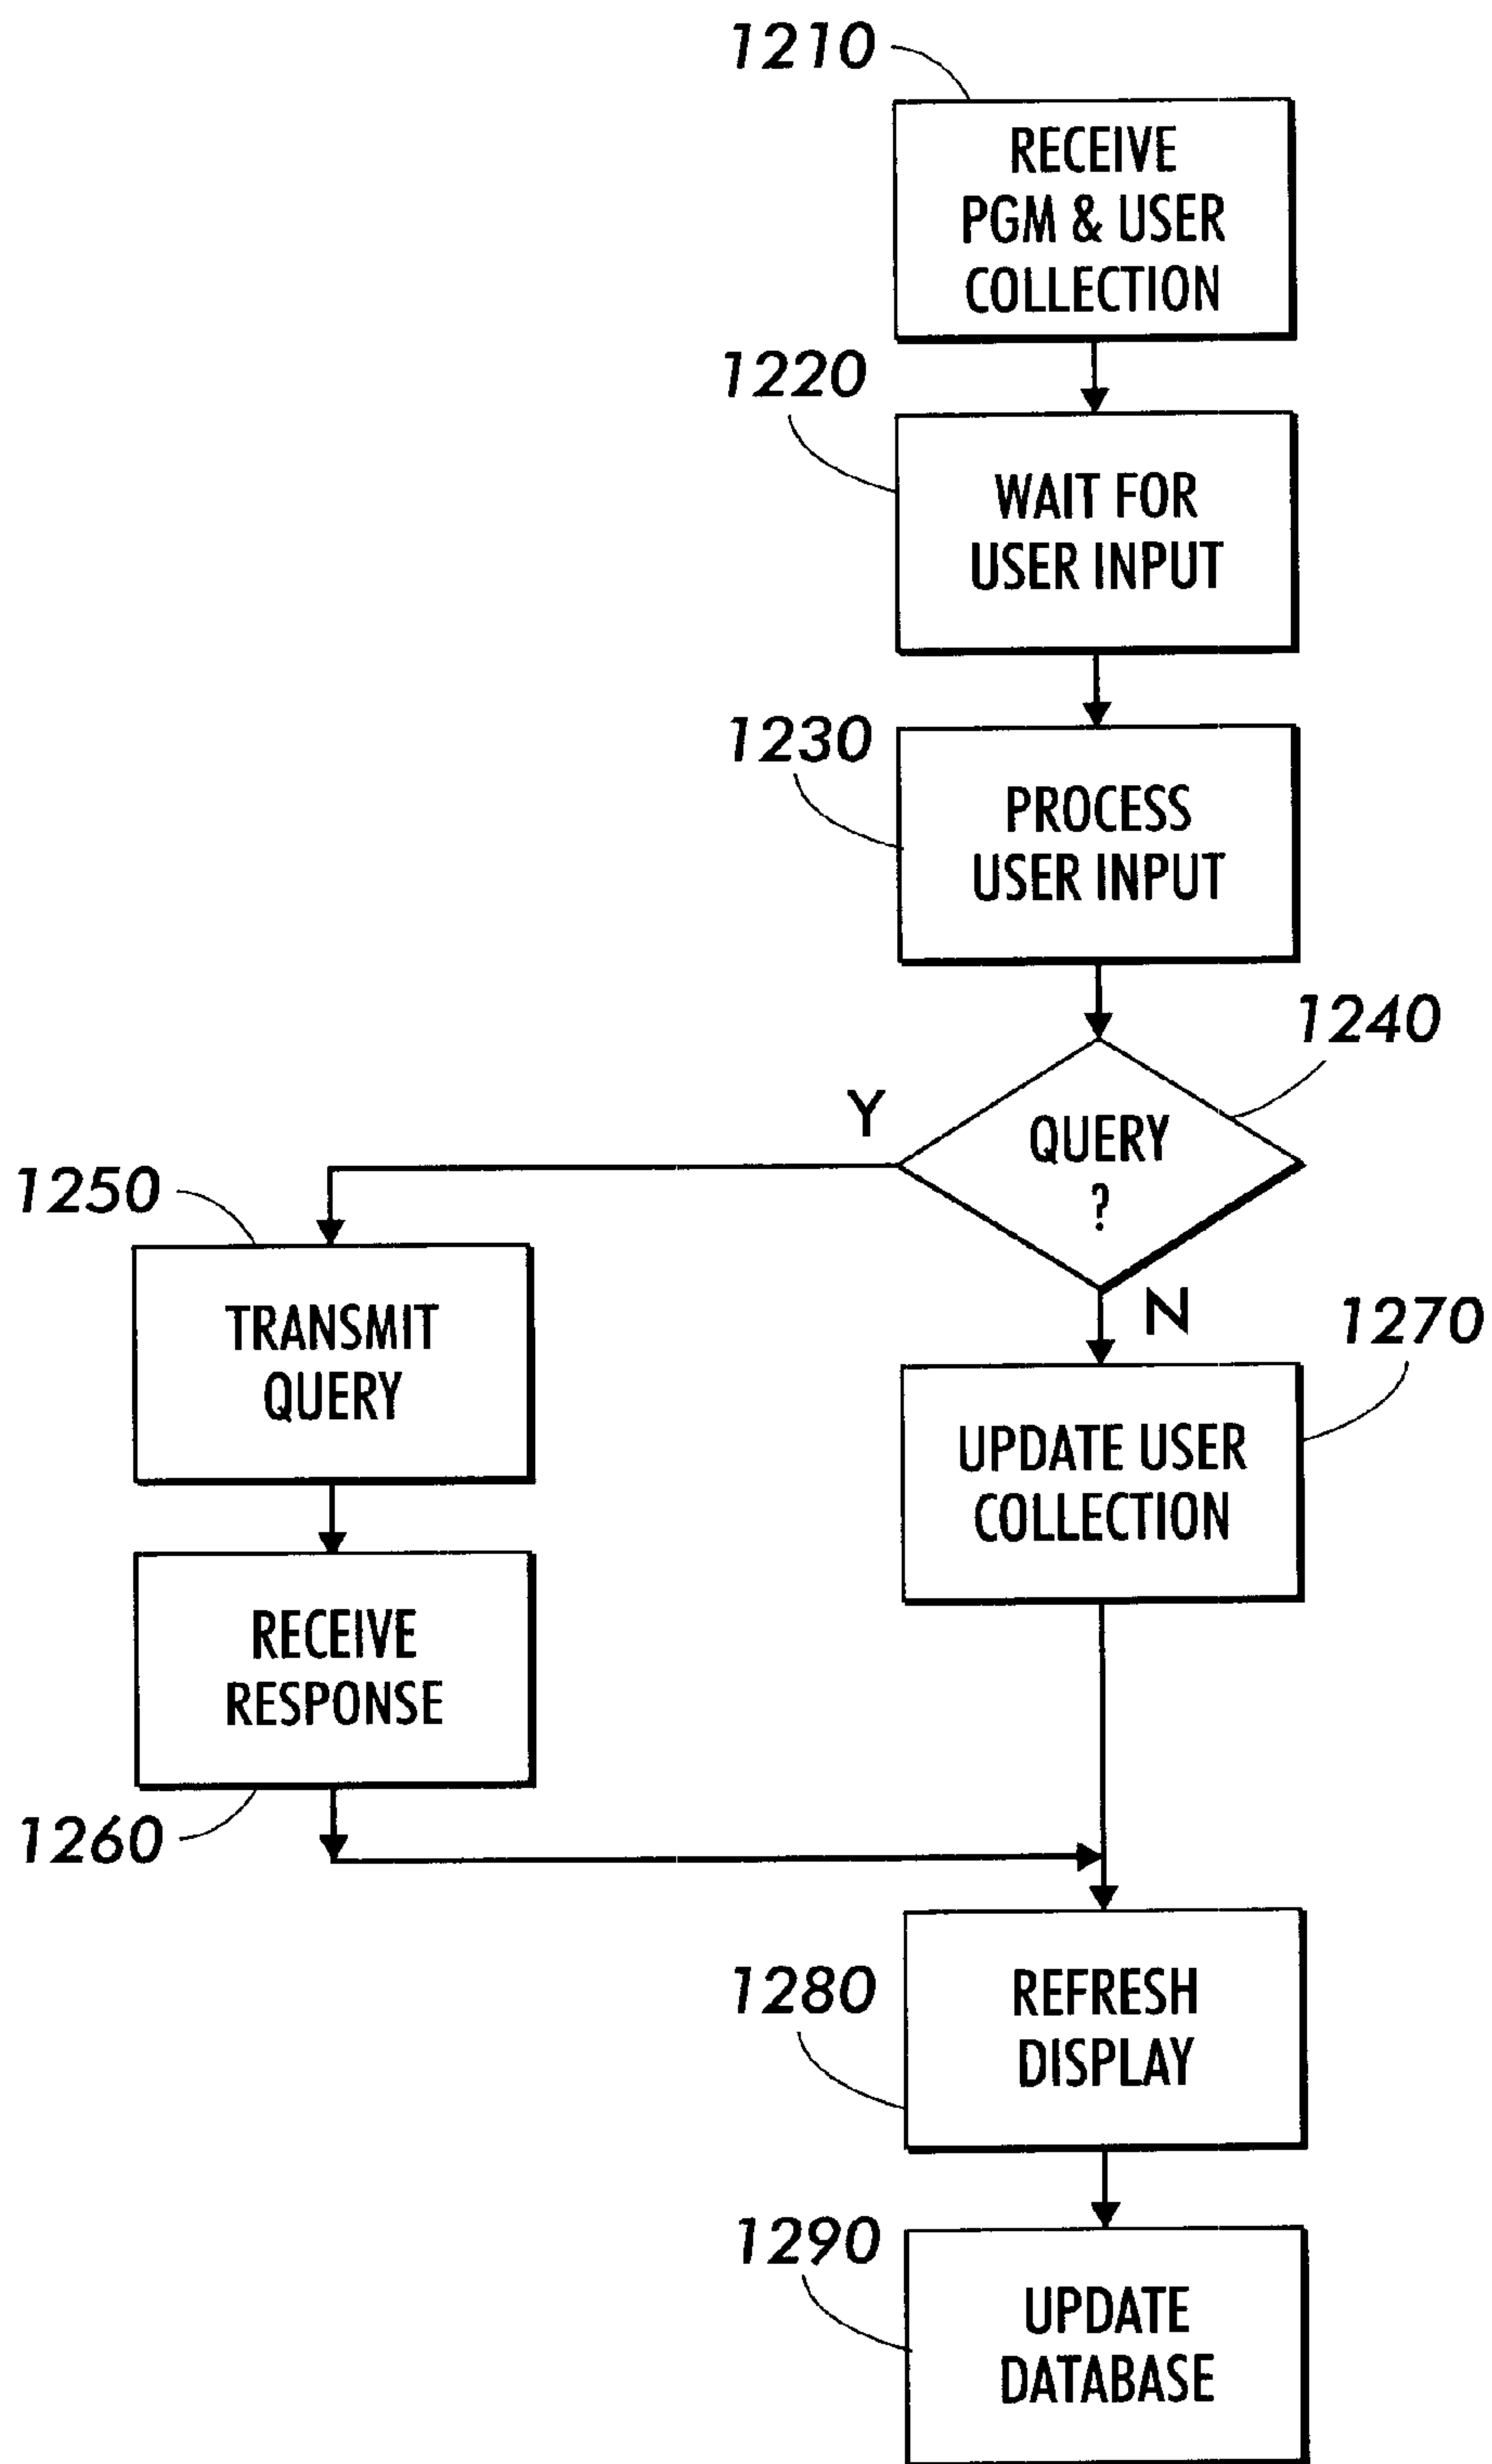 1210
RECEIVE
PGM & USER
COLLECTION
1220
WAIT FOR
USER INPUT
1230
PROCESS
USER INPUT
1240
QUERY
?
Y
N
1250
TRANSMIT
QUERY
1270
UPDATE USER
COLLECTION
RECEIVE
RESPONSE
1260
1280
REFRESH
DISPLAY
1290
UPDATE
DATABASE